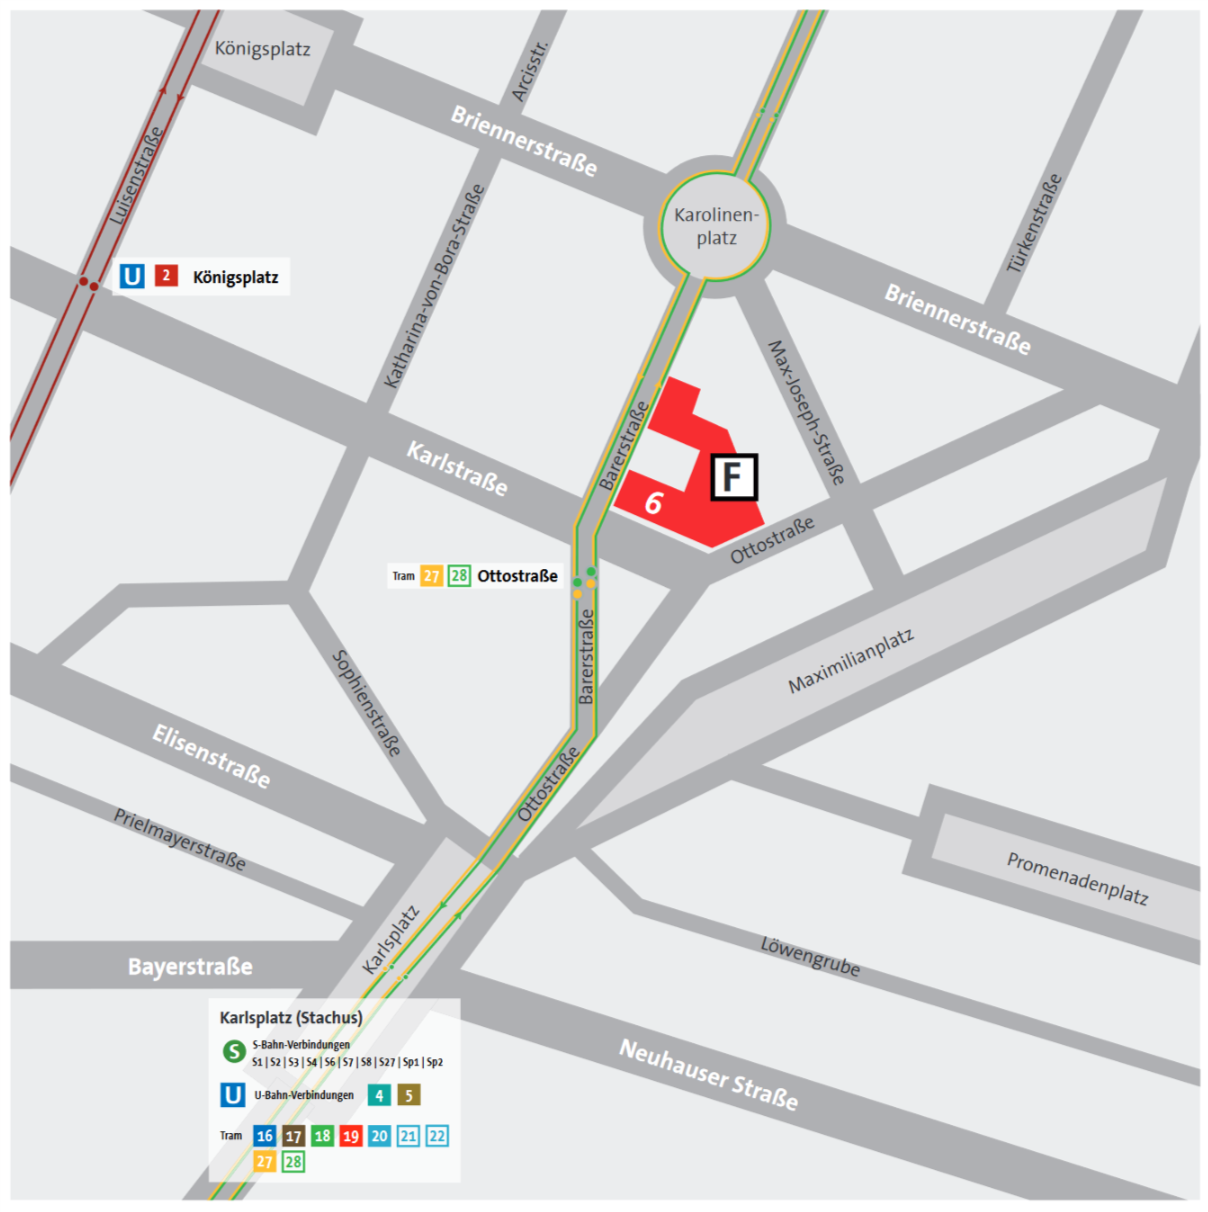 Königsplatz
Arcisstr.
Briennerstraße
Luisenstraße
Karolinen-
platz
Türkenstraße
Katharina-von-Bora-Straße
U 2 Königsplatz
Briennerstraße
Max-Joseph-Straße
Barerstraße
Karlstraße
F
6
Ottostraße
Tram 27 28 Ottostraße
Barerstraße
Maximilianplatz
Sophienstraße
Elisenstraße
Ottostraße
Prielmayerstraße
Promenadenplatz
Karlsplatz
Löwengrube
Bayerstraße
Neuhauser Straße
Karlsplatz (Stachus)
S S-Bahn-Verbindungen
S1 | S2 | S3 | S4 | S6 | S7 | S8 | S27 | Sp1 | Sp2
U U-Bahn-Verbindungen 4 5
Tram 16 17 18 19 20 21 22
27 28